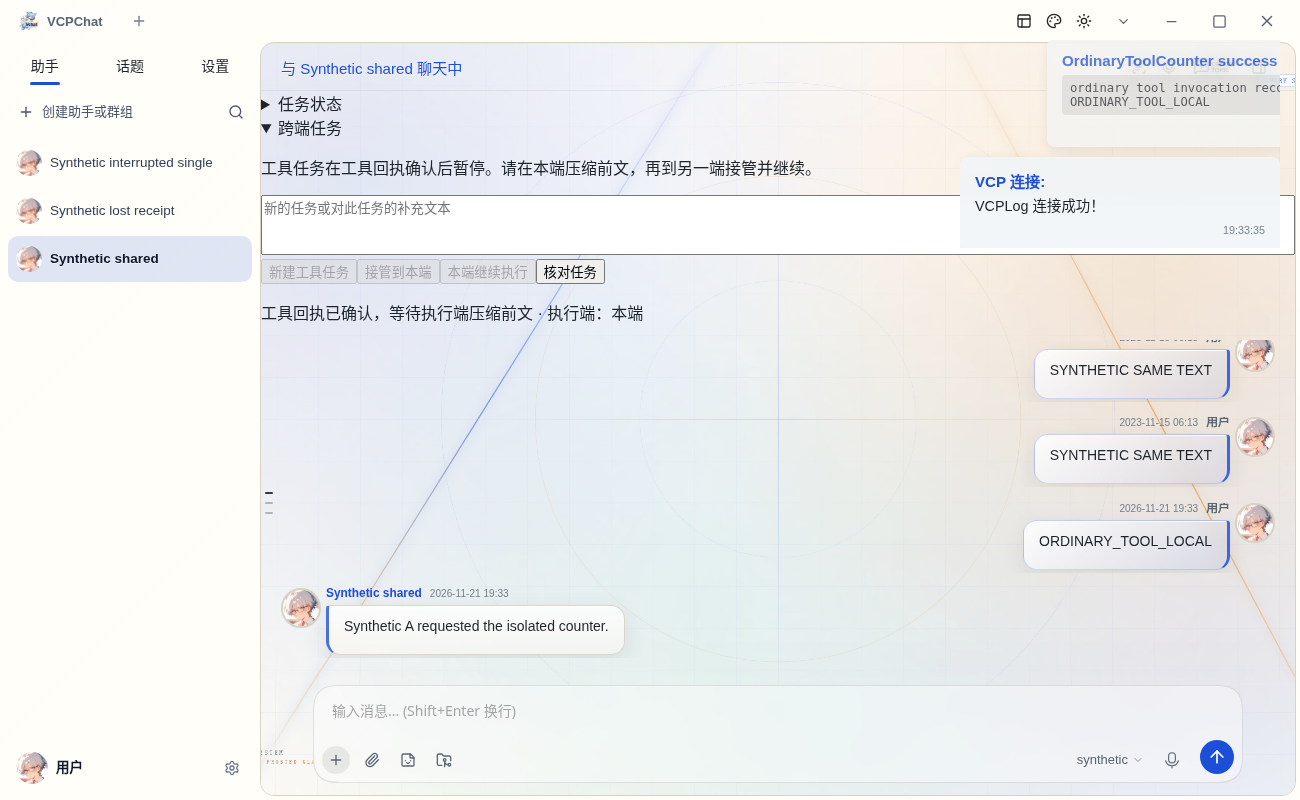 VCPChat
助手
话题
设置
创建助手或群组
Synthetic interrupted single
Synthetic lost receipt
Synthetic shared
用户
与 Synthetic shared 聊天中
任务状态
跨端任务
工具任务在工具回执确认后暂停。请在本端压缩前文，再到另一端接管并继续。
新的任务或对此任务的补充文本
新建工具任务
接管到本端
本端继续执行
核对任务
工具回执已确认，等待执行端压缩前文 · 执行端：本端
OrdinaryToolCounter success
ordinary tool invocation reco
ORDINARY_TOOL_LOCAL
VCP 连接:
VCPLog 连接成功！
19:33:35
SYNTHETIC SAME TEXT
2023-11-15 06:13 用户
SYNTHETIC SAME TEXT
2026-11-21 19:33 用户
ORDINARY_TOOL_LOCAL
Synthetic shared 2026-11-21 19:33
Synthetic A requested the isolated counter.
输入消息... (Shift+Enter 换行)
synthetic